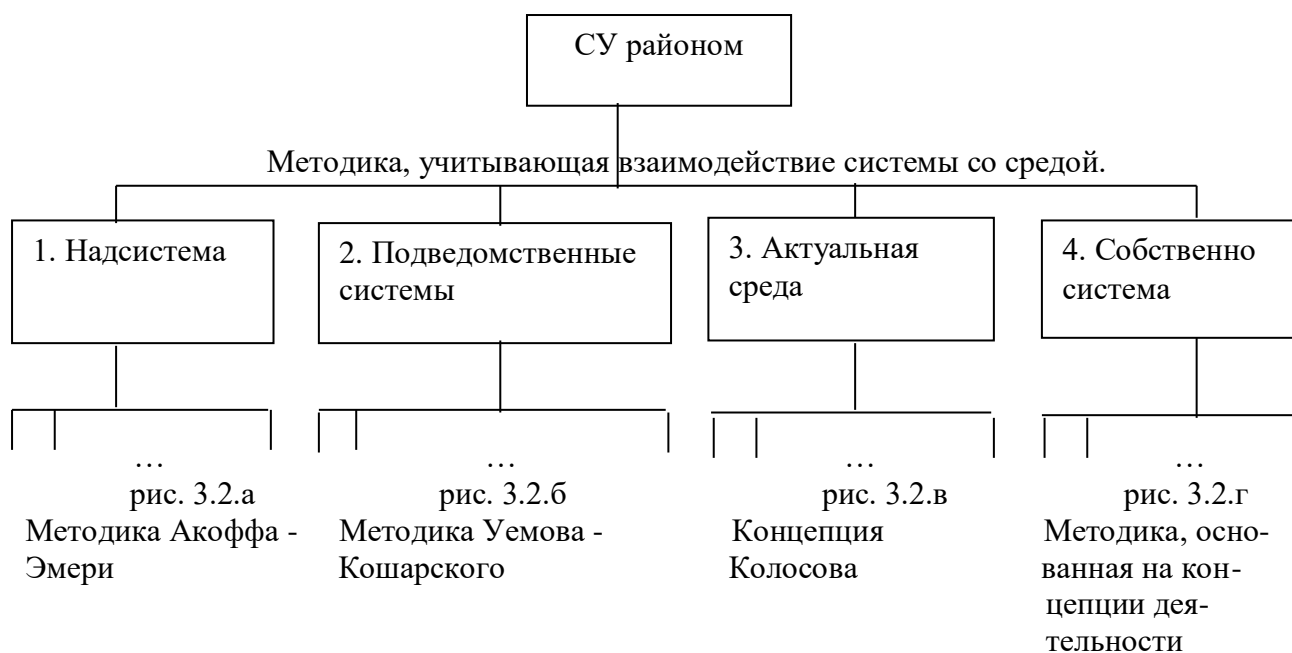 СУ районом
Методика, учитывающая взаимодействие системы со средой.
1. Надсистема
2. Подведомственные
системы
3. Актуальная
среда
4. Собственно
система
…
рис. 3.2.а
Методика Акоффа -
Эмери
…
рис. 3.2.б
Методика Уемова -
Кошарского
…
рис. 3.2.в
Концепция
Колосова
…
рис. 3.2.г
Методика, осно-
ванная на кон-
цепции дея-
тельности